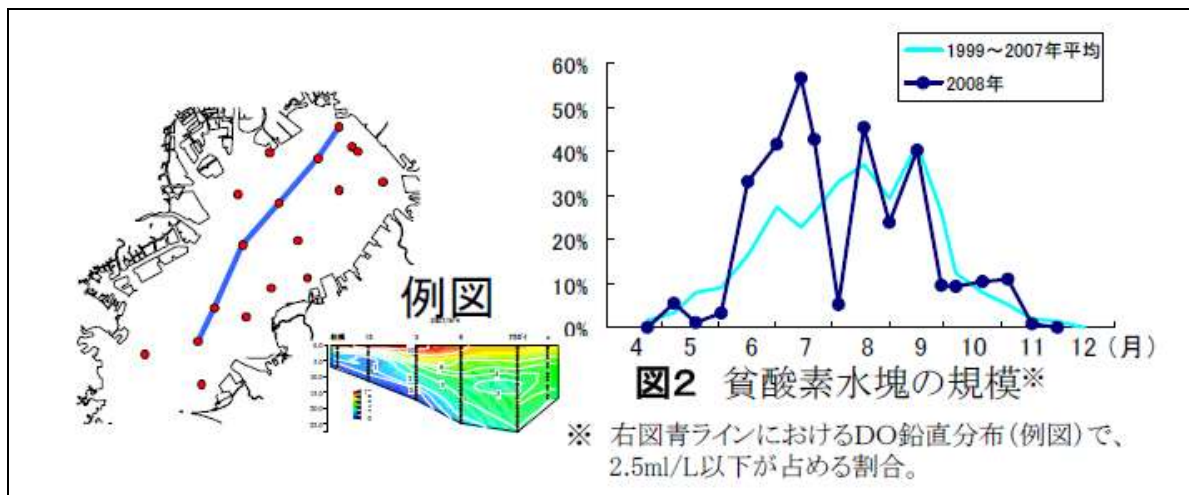 1999～2007年平均
2008年
60%
50%
40%
30%
20%
10%
0%
4 5 6 7 8 9 10 11 12 (月)
例図
図2 貧酸素水塊の規模※
※ 右図青ラインにおけるDO鉛直分布(例図)で、
2.5ml/L以下が占める割合。